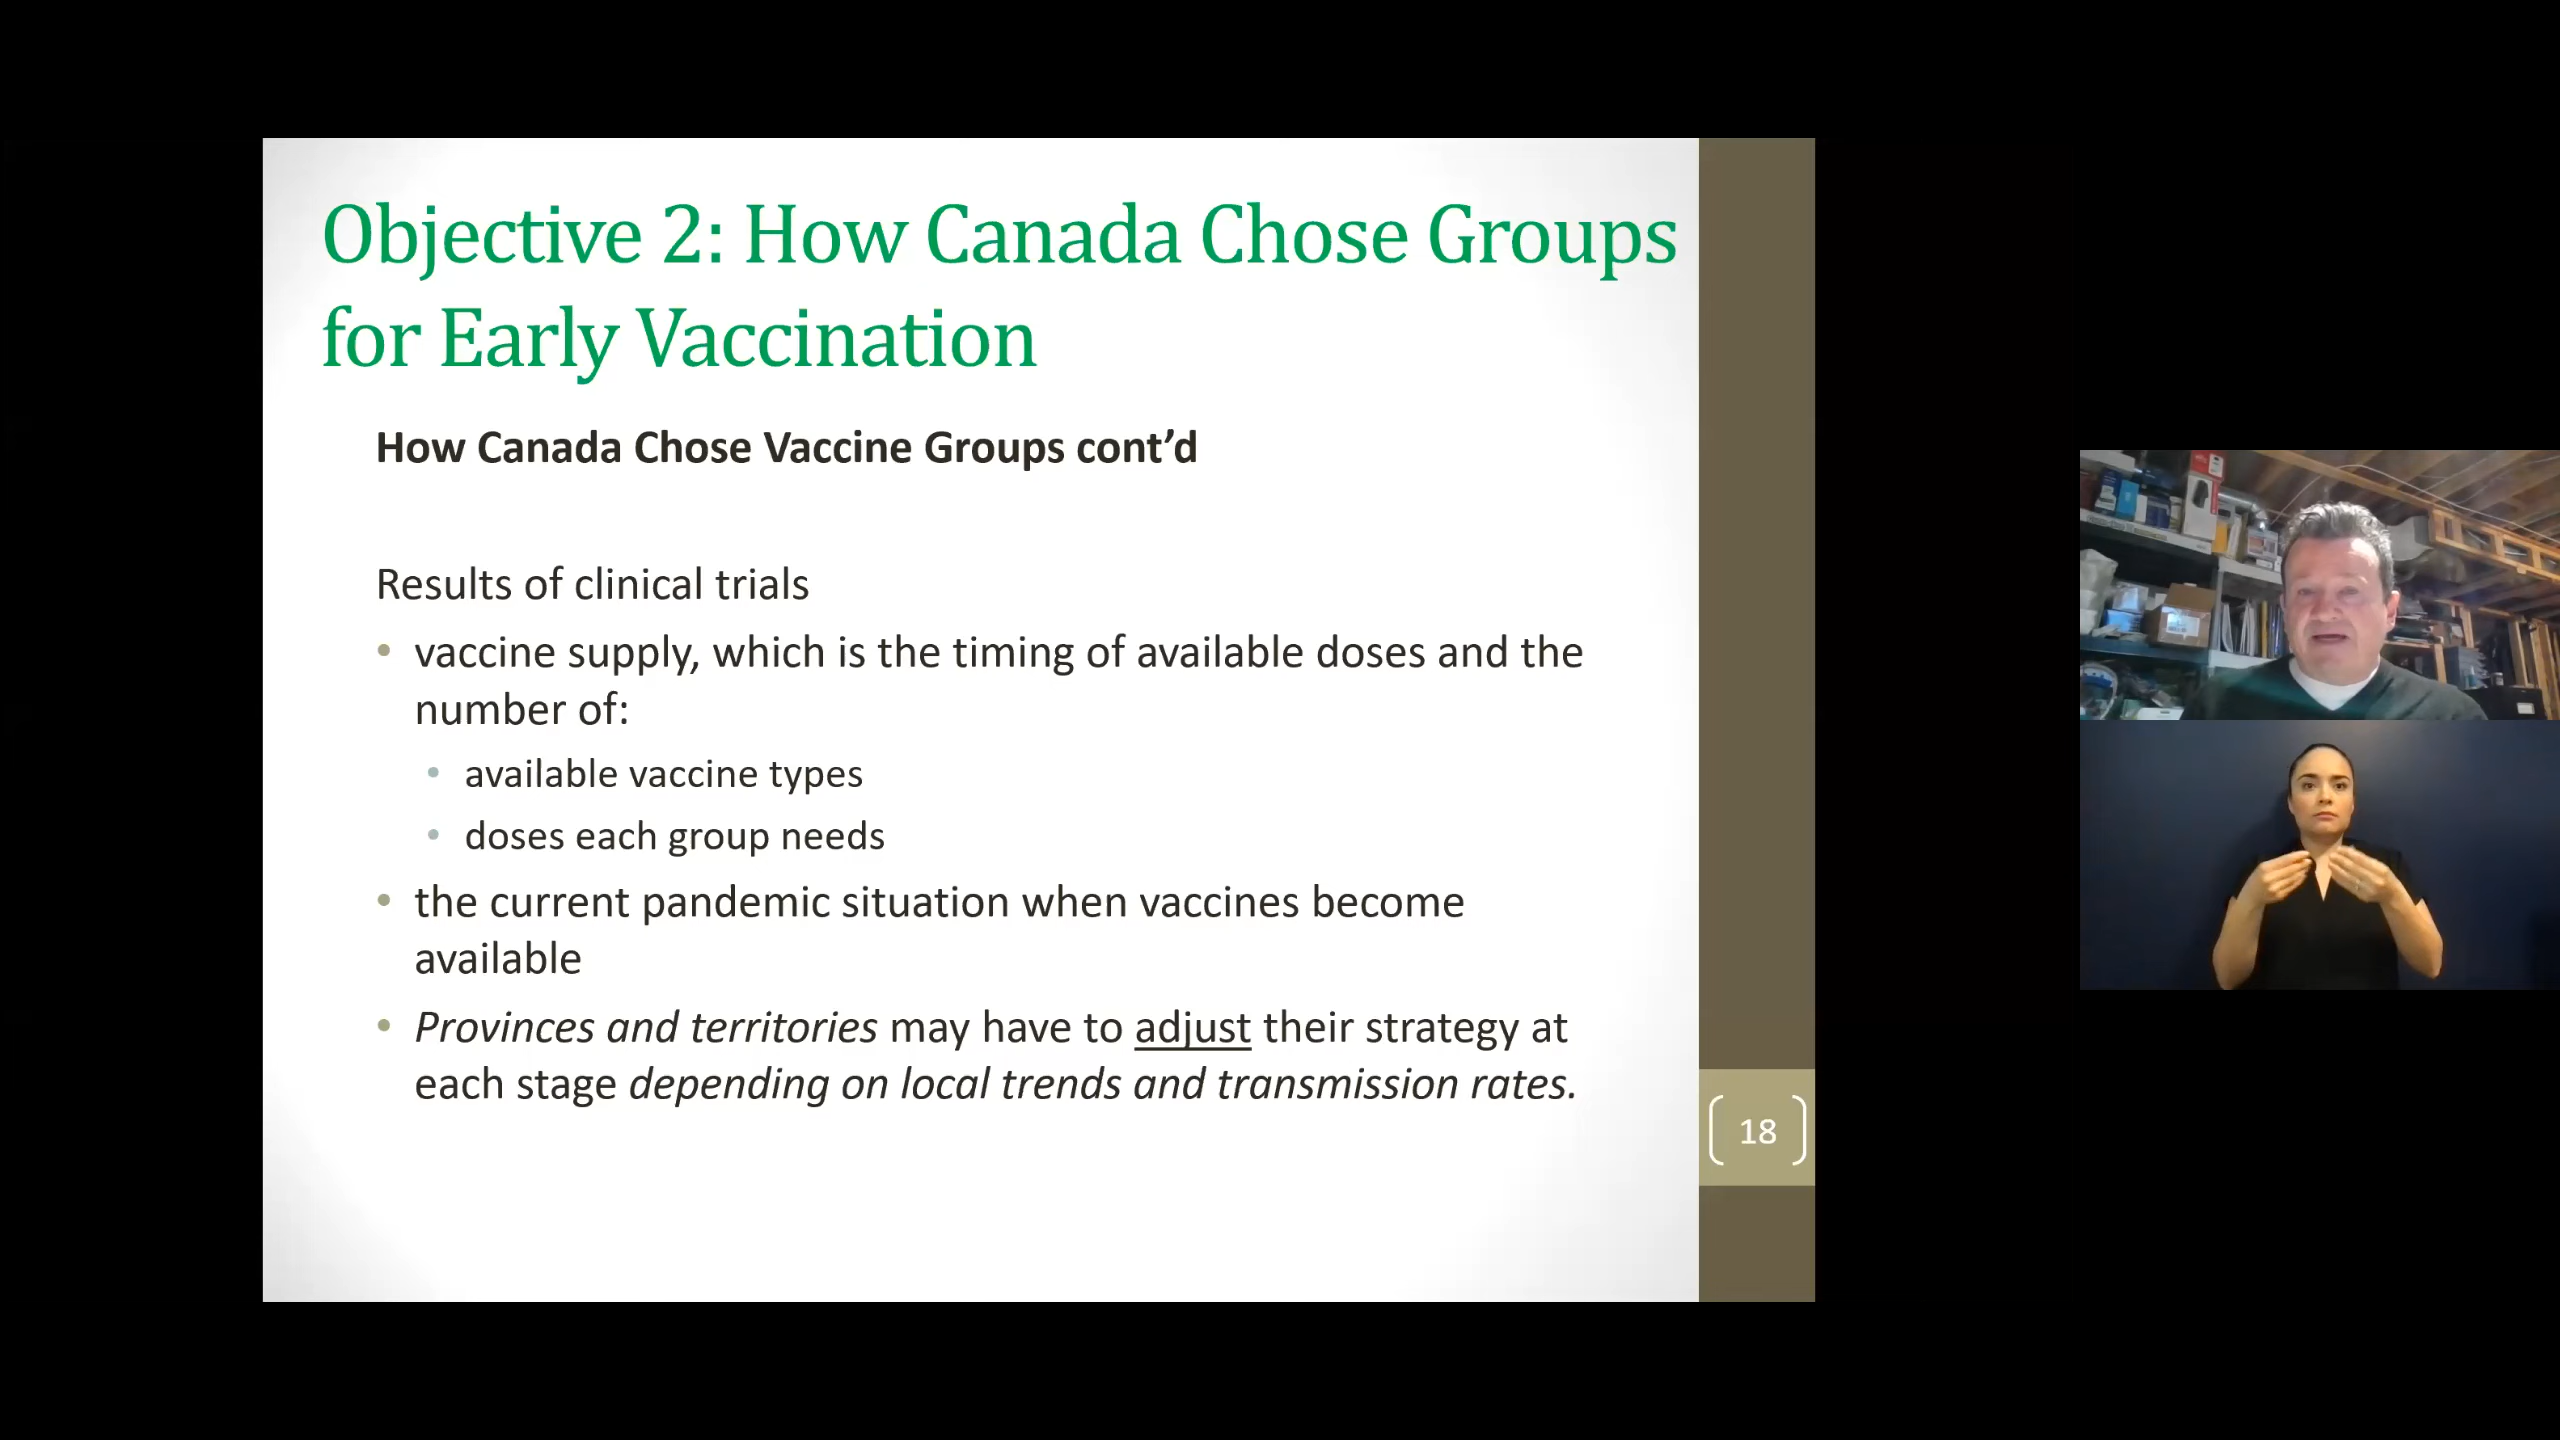 Objective 2: How Canada Chose Groups
for Early Vaccination
How Canada Chose Vaccine Groups cont’d
Results of clinical trials
• vaccine supply, which is the timing of available doses and the
number of:
• available vaccine types
• doses each group needs
• the current pandemic situation when vaccines become
available
• Provinces and territories may have to adjust their strategy at
each stage depending on local trends and transmission rates.
18